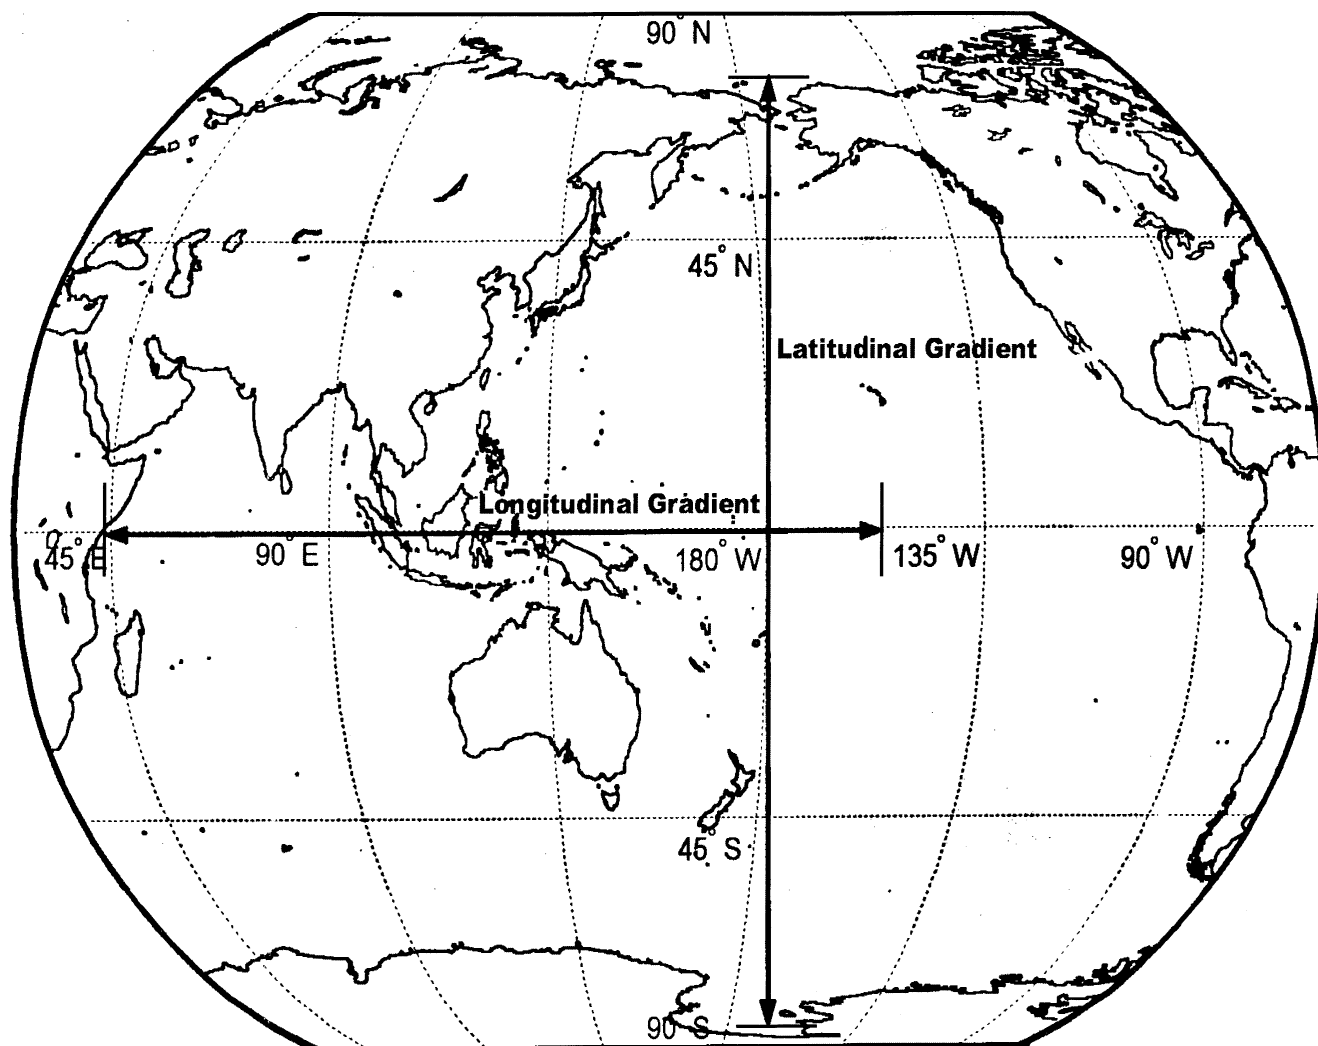 90° N
45° N
Latitudinal Gradient
Longitudinal Gradient
45° E 90° E 180° W 135° W 90° W
45° S
90° S